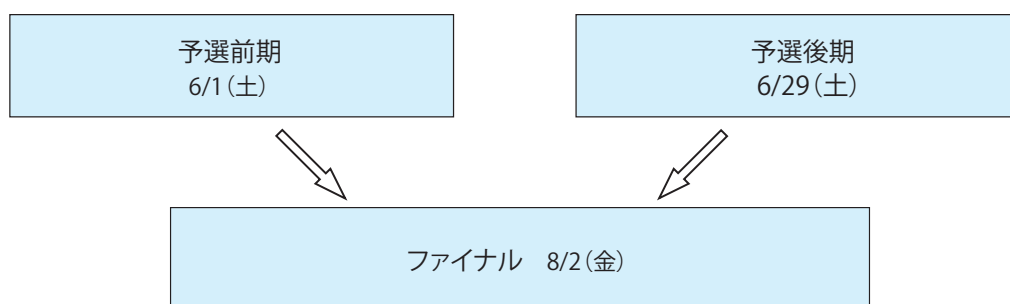 予選前期
6/1(土)
予選後期
6/29(土)
ファイナル　8/2(金)